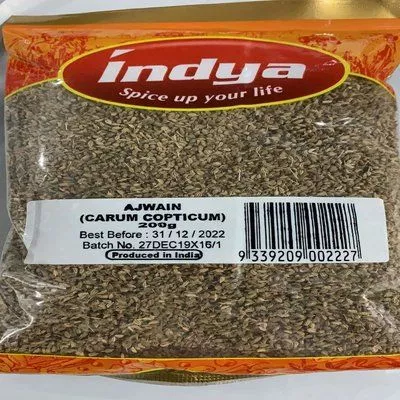 indya
Spice up your life
AJWAIN
(CARUM COPTICUM)
200g
Best Before : 31 / 12 / 2022
Batch No. 27DEC19X16/1
Produced in India
9 339209 002227